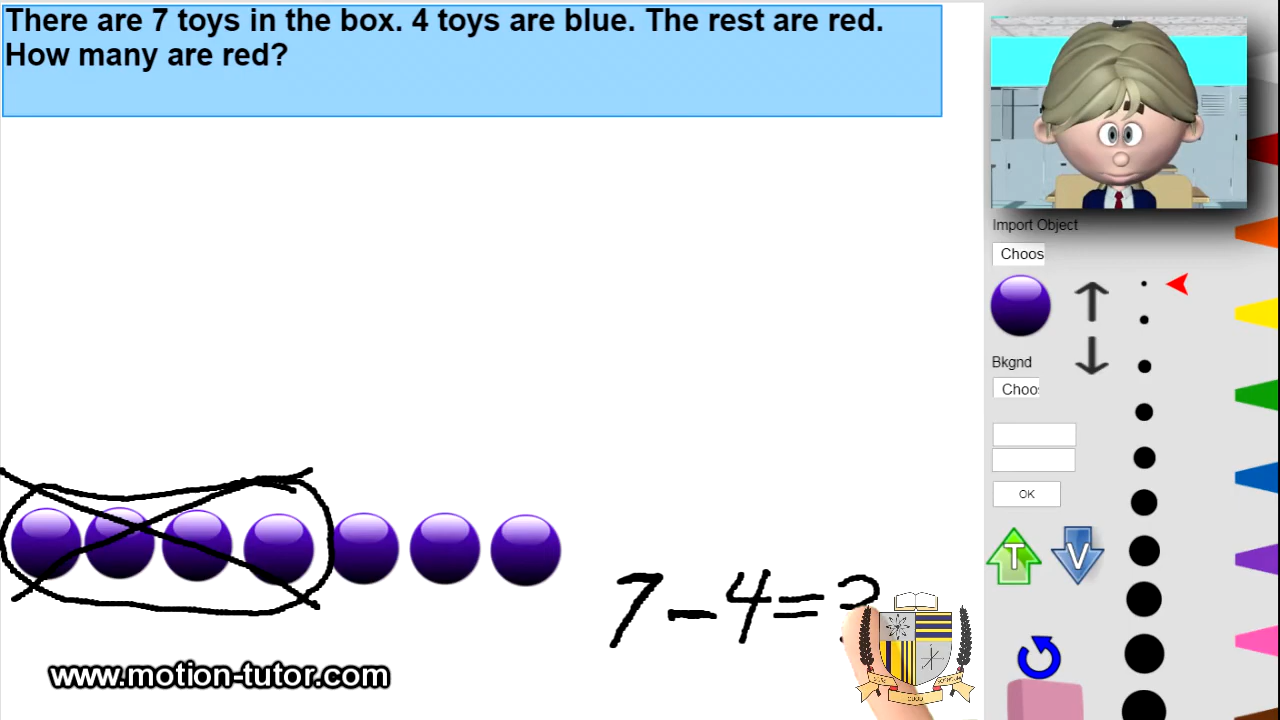 There are 7 toys in the box. 4 toys are blue. The rest are red.
How many are red?
Import Object
Choos
Bkgnd
Choo
OK
T
V
7-4=?
www.motion-tutor.com